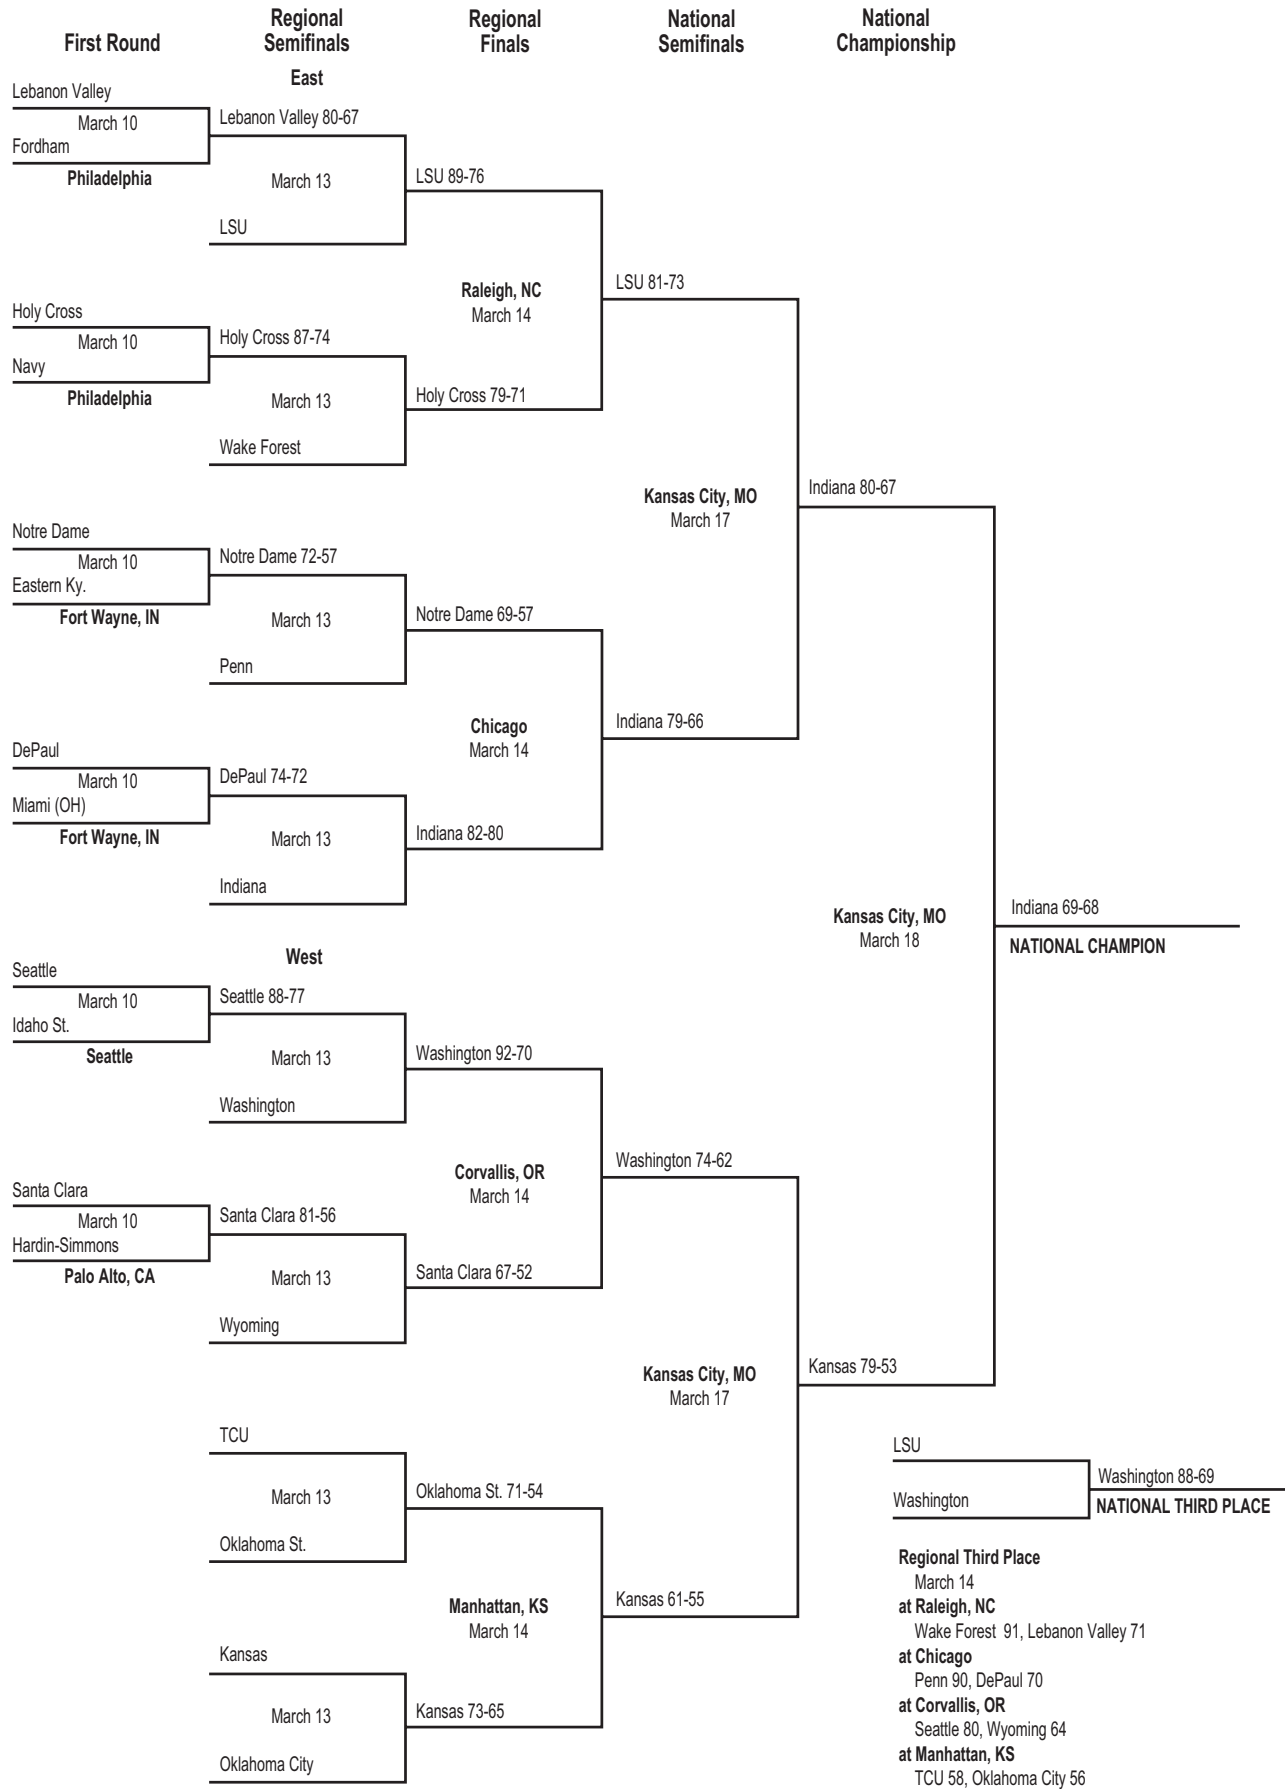 First Round
Regional
Semifinals
Regional
Finals
National
Semifinals
National
Championship
East
Lebanon Valley
March 10
Fordham
Philadelphia
Lebanon Valley 80-67
March 13
LSU
LSU 89-76
Holy Cross
March 10
Navy
Philadelphia
Holy Cross 87-74
March 13
Wake Forest
Raleigh, NC
March 14
Holy Cross 79-71
LSU 81-73
Notre Dame
March 10
Eastern Ky.
Fort Wayne, IN
Notre Dame 72-57
March 13
Penn
Notre Dame 69-57
DePaul
March 10
Miami (OH)
Fort Wayne, IN
DePaul 74-72
March 13
Indiana
Chicago
March 14
Indiana 82-80
Indiana 79-66
Kansas City, MO
March 17
Indiana 80-67
West
Seattle
March 10
Idaho St.
Seattle
Seattle 88-77
March 13
Washington
Washington 92-70
Santa Clara
March 10
Hardin-Simmons
Palo Alto, CA
Santa Clara 81-56
March 13
Wyoming
Corvallis, OR
March 14
Santa Clara 67-52
Washington 74-62
TCU
March 13
Oklahoma St.
Oklahoma St. 71-54
Kansas
March 13
Oklahoma City
Manhattan, KS
March 14
Kansas 73-65
Kansas 61-55
Kansas City, MO
March 17
Kansas 79-53
Kansas City, MO
March 18
Indiana 69-68
NATIONAL CHAMPION
LSU
Washington
Washington 88-69
NATIONAL THIRD PLACE
Regional Third Place
March 14
at Raleigh, NC
Wake Forest 91, Lebanon Valley 71
at Chicago
Penn 90, DePaul 70
at Corvallis, OR
Seattle 80, Wyoming 64
at Manhattan, KS
TCU 58, Oklahoma City 56